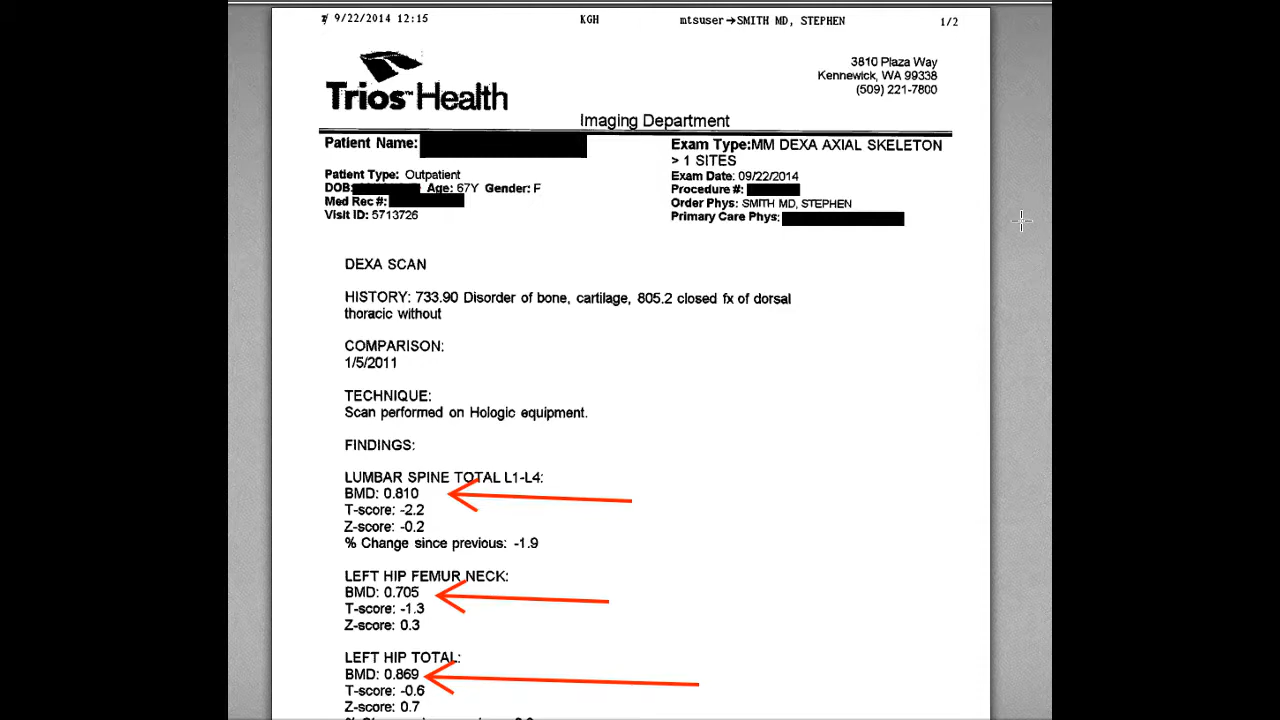 9/22/2014 12:15 KGH mtsuser→SMITH MD, STEPHEN 1/2
Trios™ Health
3810 Plaza Way
Kennewick, WA 99338
(509) 221-7800
Imaging Department
Patient Name:
Patient Type: Outpatient
DOB: Age: 67Y Gender: F
Med Rec #:
Visit ID: 5713726
Exam Type:MM DEXA AXIAL SKELETON
> 1 SITES
Exam Date: 09/22/2014
Procedure #:
Order Phys: SMITH MD, STEPHEN
Primary Care Phys:
DEXA SCAN
HISTORY: 733.90 Disorder of bone, cartilage, 805.2 closed fx of dorsal
thoracic without
COMPARISON:
1/5/2011
TECHNIQUE:
Scan performed on Hologic equipment.
FINDINGS:
LUMBAR SPINE TOTAL L1-L4:
BMD: 0.810
T-score: -2.2
Z-score: -0.2
% Change since previous: -1.9
LEFT HIP FEMUR NECK:
BMD: 0.705
T-score: -1.3
Z-score: 0.3
LEFT HIP TOTAL:
BMD: 0.869
T-score: -0.6
Z-score: 0.7